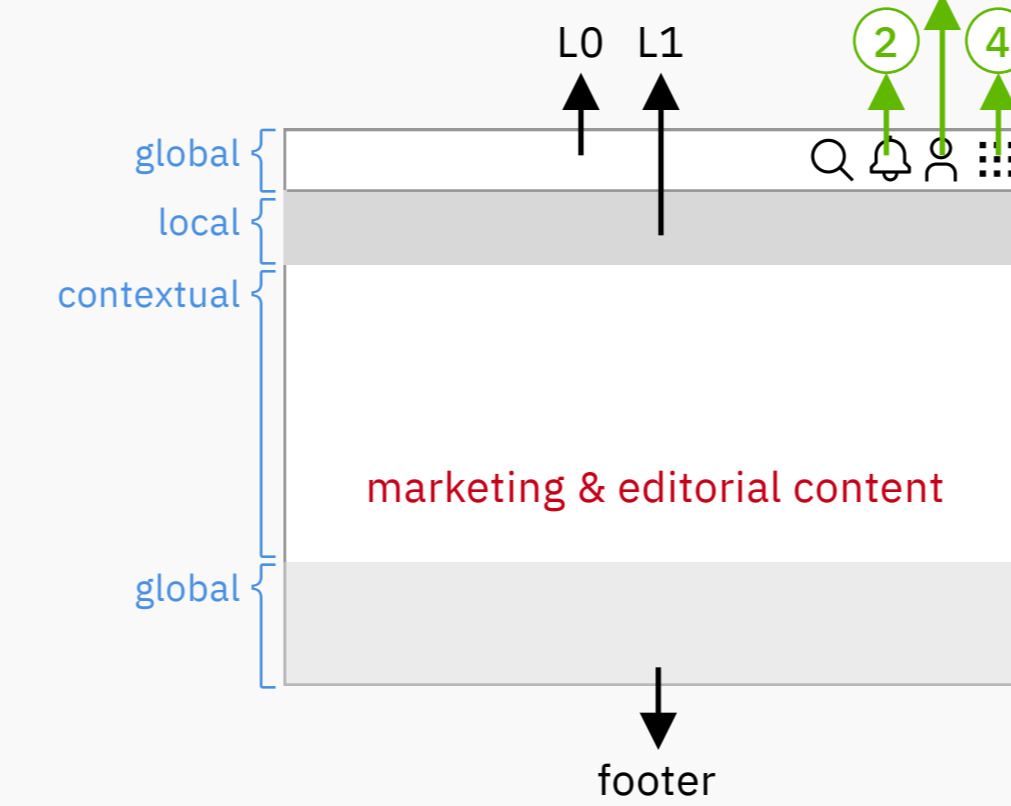 L0 L1 2 4
global
local
contextual
marketing & editorial content
global
footer